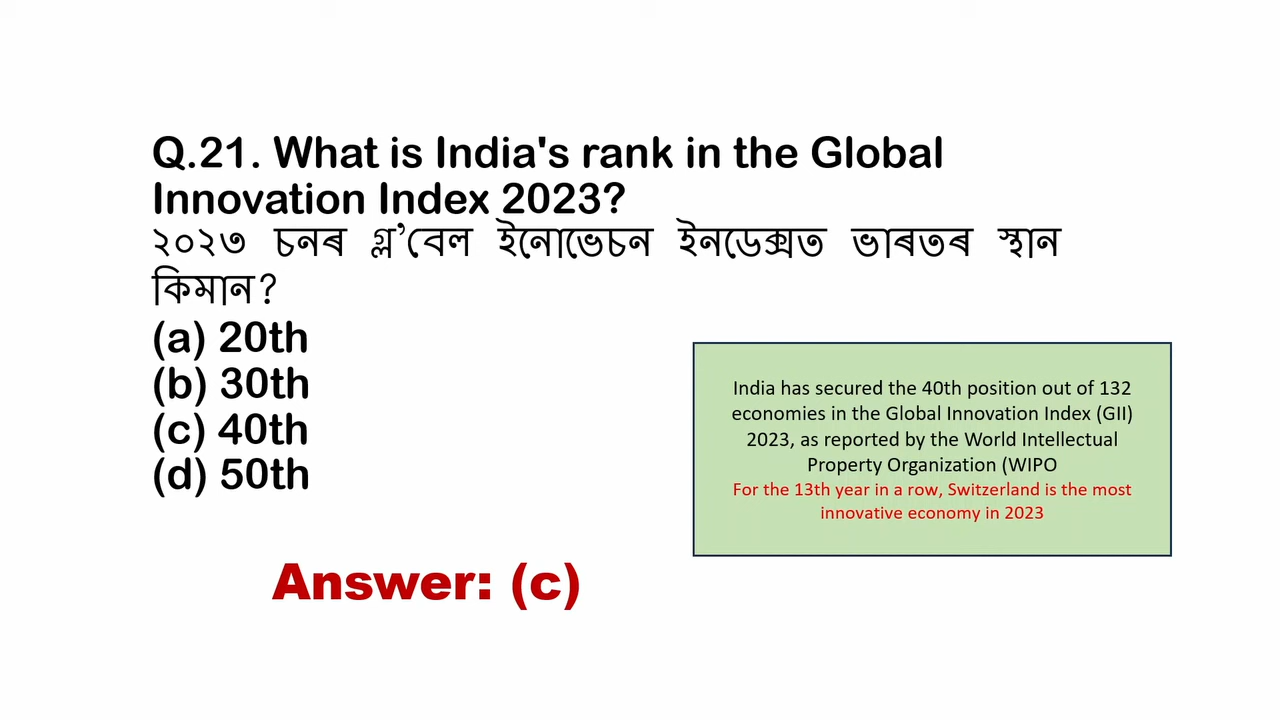 Q.21. What is India's rank in the Global
Innovation Index 2023?
২০২৩ চনৰ গ্ল'বেল ইনোভেচন ইনডেক্সত ভাৰতৰ স্থান
কিমান?
(a) 20th
(b) 30th
(c) 40th
(d) 50th
India has secured the 40th position out of 132
economies in the Global Innovation Index (GII)
2023, as reported by the World Intellectual
Property Organization (WIPO
For the 13th year in a row, Switzerland is the most
innovative economy in 2023
Answer: (c)